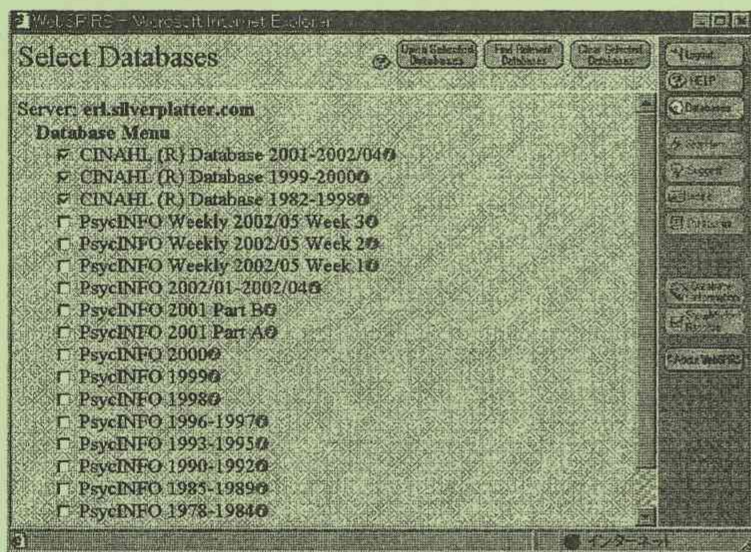 WebSPIRS - Microsoft Internet Explorer
Select Databases
Open Selected Databases
Find Relevant Databases
Clear Selected Databases
Logout
HELP
Databases
Server: erl.silverplatter.com
Database Menu
CINAHL (R) Database 2001-2002/04
CINAHL (R) Database 1999-2000
CINAHL (R) Database 1982-1998
PsycINFO Weekly 2002/05 Week 3
PsycINFO Weekly 2002/05 Week 2
PsycINFO Weekly 2002/05 Week 1
PsycINFO 2002/01-2002/04
PsycINFO 2001 Part B
PsycINFO 2001 Part A
PsycINFO 2000
PsycINFO 1999
PsycINFO 1998
PsycINFO 1996-1997
PsycINFO 1993-1995
PsycINFO 1990-1992
PsycINFO 1985-1989
PsycINFO 1978-1984
Suggest
Database Information
About WebSPIRS
インターネット